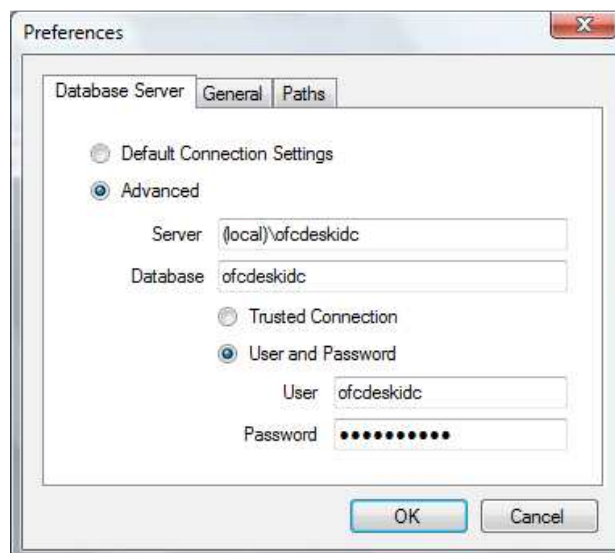 Preferences
Database Server General Paths
Default Connection Settings
Advanced
Server (local)\ofcdeskidc
Database ofcdeskidc
Trusted Connection
User and Password
User ofcdeskidc
Password ●●●●●●●●●●
OK Cancel